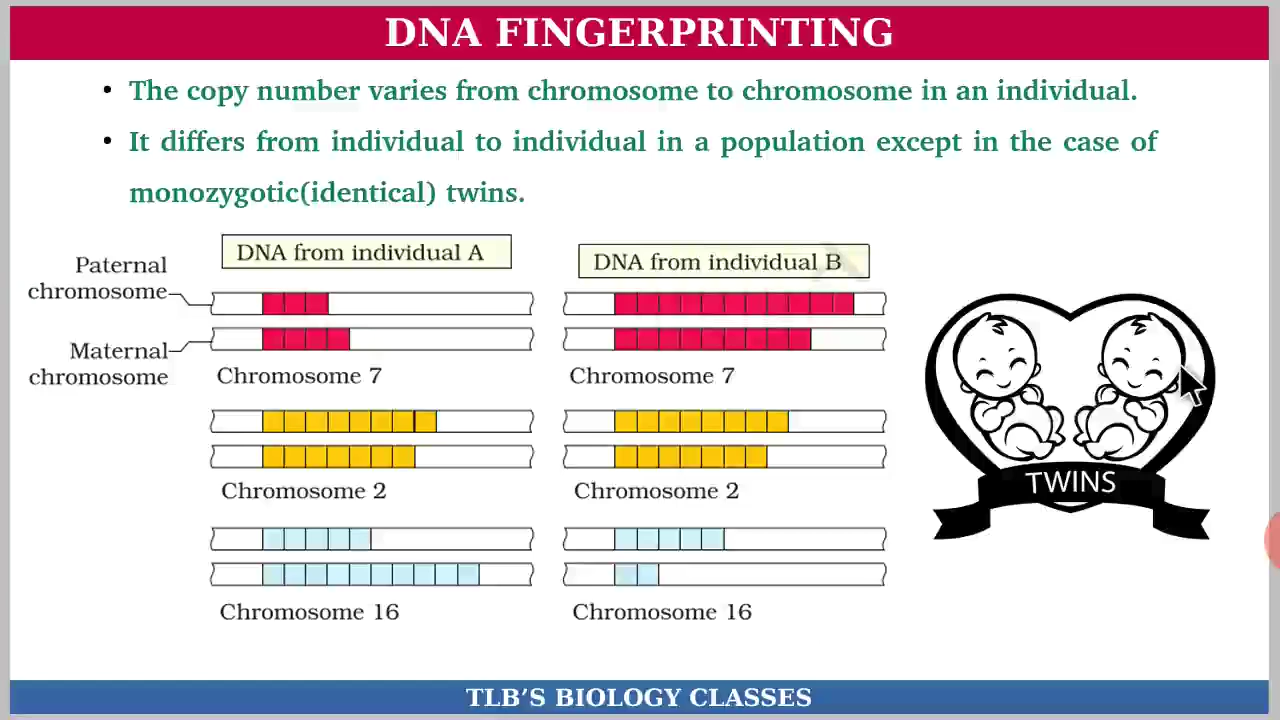 DNA FINGERPRINTING
• The copy number varies from chromosome to chromosome in an individual.
• It differs from individual to individual in a population except in the case of
monozygotic(identical) twins.
DNA from individual A
DNA from individual B
Paternal
chromosome
Maternal
chromosome
Chromosome 7
Chromosome 7
Chromosome 2
Chromosome 2
TWINS
Chromosome 16
Chromosome 16
TLB’S BIOLOGY CLASSES